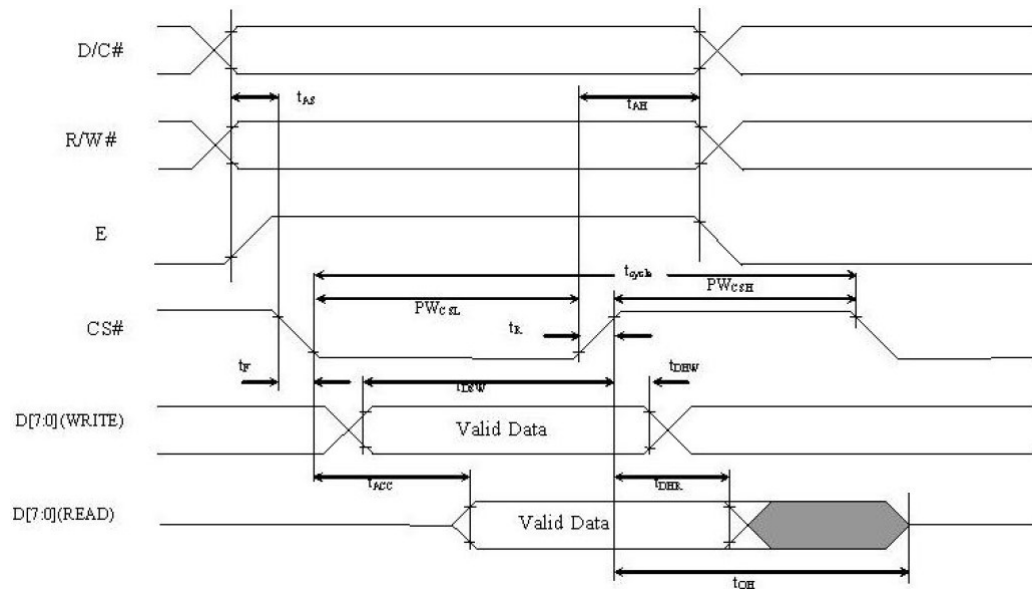 D/C#
tAS
tAH
R/W#
E
tcycle
PWCSL
PWCSH
CS#
tR
tF
tDSW
tDHW
D[7:0](WRITE)
Valid Data
tACC
tDHR
D[7:0](READ)
Valid Data
tOH